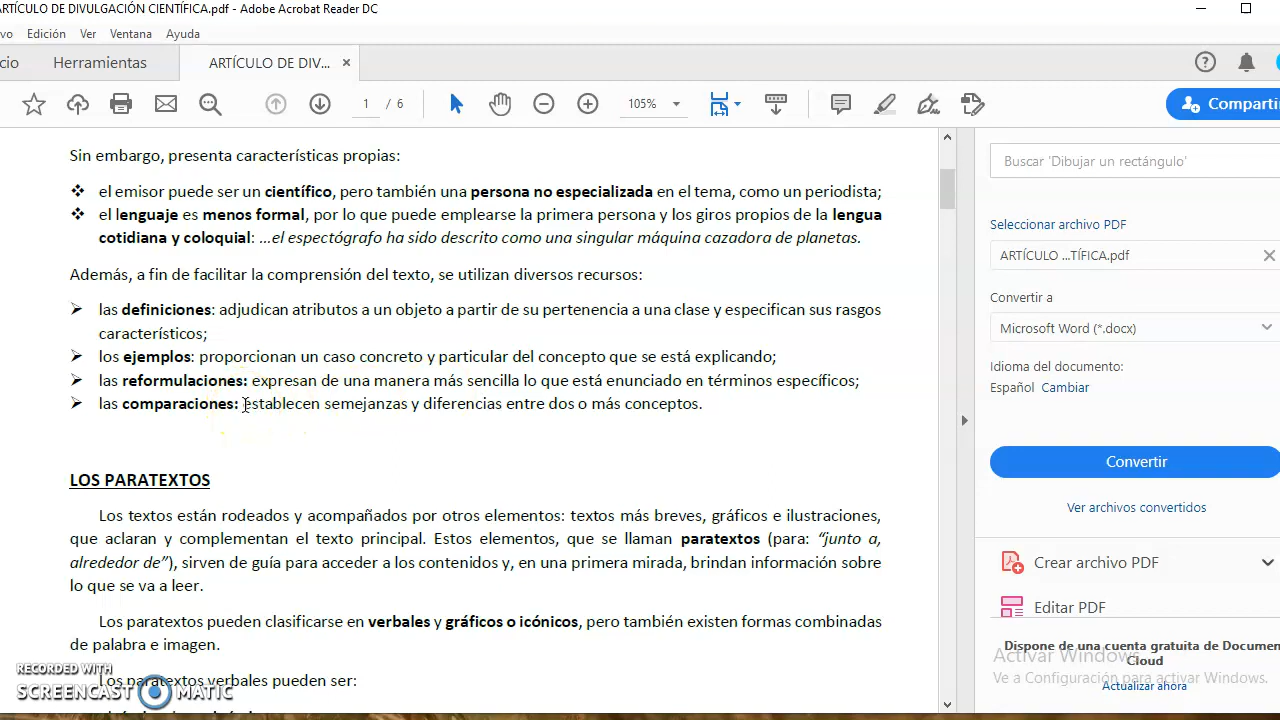 ARTÍCULO DE DIVULGACIÓN CIENTÍFICA.pdf - Adobe Acrobat Reader DC
vo Edición Ver Ventana Ayuda
cio Herramientas ARTÍCULO DE DIV... ×
1 / 6 105% Comparti
Sin embargo, presenta características propias:
❖ el emisor puede ser un científico, pero también una persona no especializada en el tema, como un periodista;
❖ el lenguaje es menos formal, por lo que puede emplearse la primera persona y los giros propios de la lengua
cotidiana y coloquial: …el espectógrafo ha sido descrito como una singular máquina cazadora de planetas.
Además, a fin de facilitar la comprensión del texto, se utilizan diversos recursos:
➢ las definiciones: adjudican atributos a un objeto a partir de su pertenencia a una clase y especifican sus rasgos
característicos;
➢ los ejemplos: proporcionan un caso concreto y particular del concepto que se está explicando;
➢ las reformulaciones: expresan de una manera más sencilla lo que está enunciado en términos específicos;
➢ las comparaciones: establecen semejanzas y diferencias entre dos o más conceptos.
LOS PARATEXTOS
Los textos están rodeados y acompañados por otros elementos: textos más breves, gráficos e ilustraciones,
que aclaran y complementan el texto principal. Estos elementos, que se llaman paratextos (para: “junto a,
alrededor de”), sirven de guía para acceder a los contenidos y, en una primera mirada, brindan información sobre
lo que se va a leer.
Los paratextos pueden clasificarse en verbales y gráficos o icónicos, pero también existen formas combinadas
de palabra e imagen.
Los paratextos verbales pueden ser:
Buscar 'Dibujar un rectángulo'
Seleccionar archivo PDF
ARTÍCULO ...TÍFICA.pdf
Convertir a
Microsoft Word (*.docx)
Idioma del documento:
Español Cambiar
Convertir
Ver archivos convertidos
Crear archivo PDF
Editar PDF
Dispone de una cuenta gratuita de Documen
Cloud
Actualizar ahora
Activar Windows
Ve a Configuración para activar Windows.
RECORDED WITH
SCREENCAST MATIC